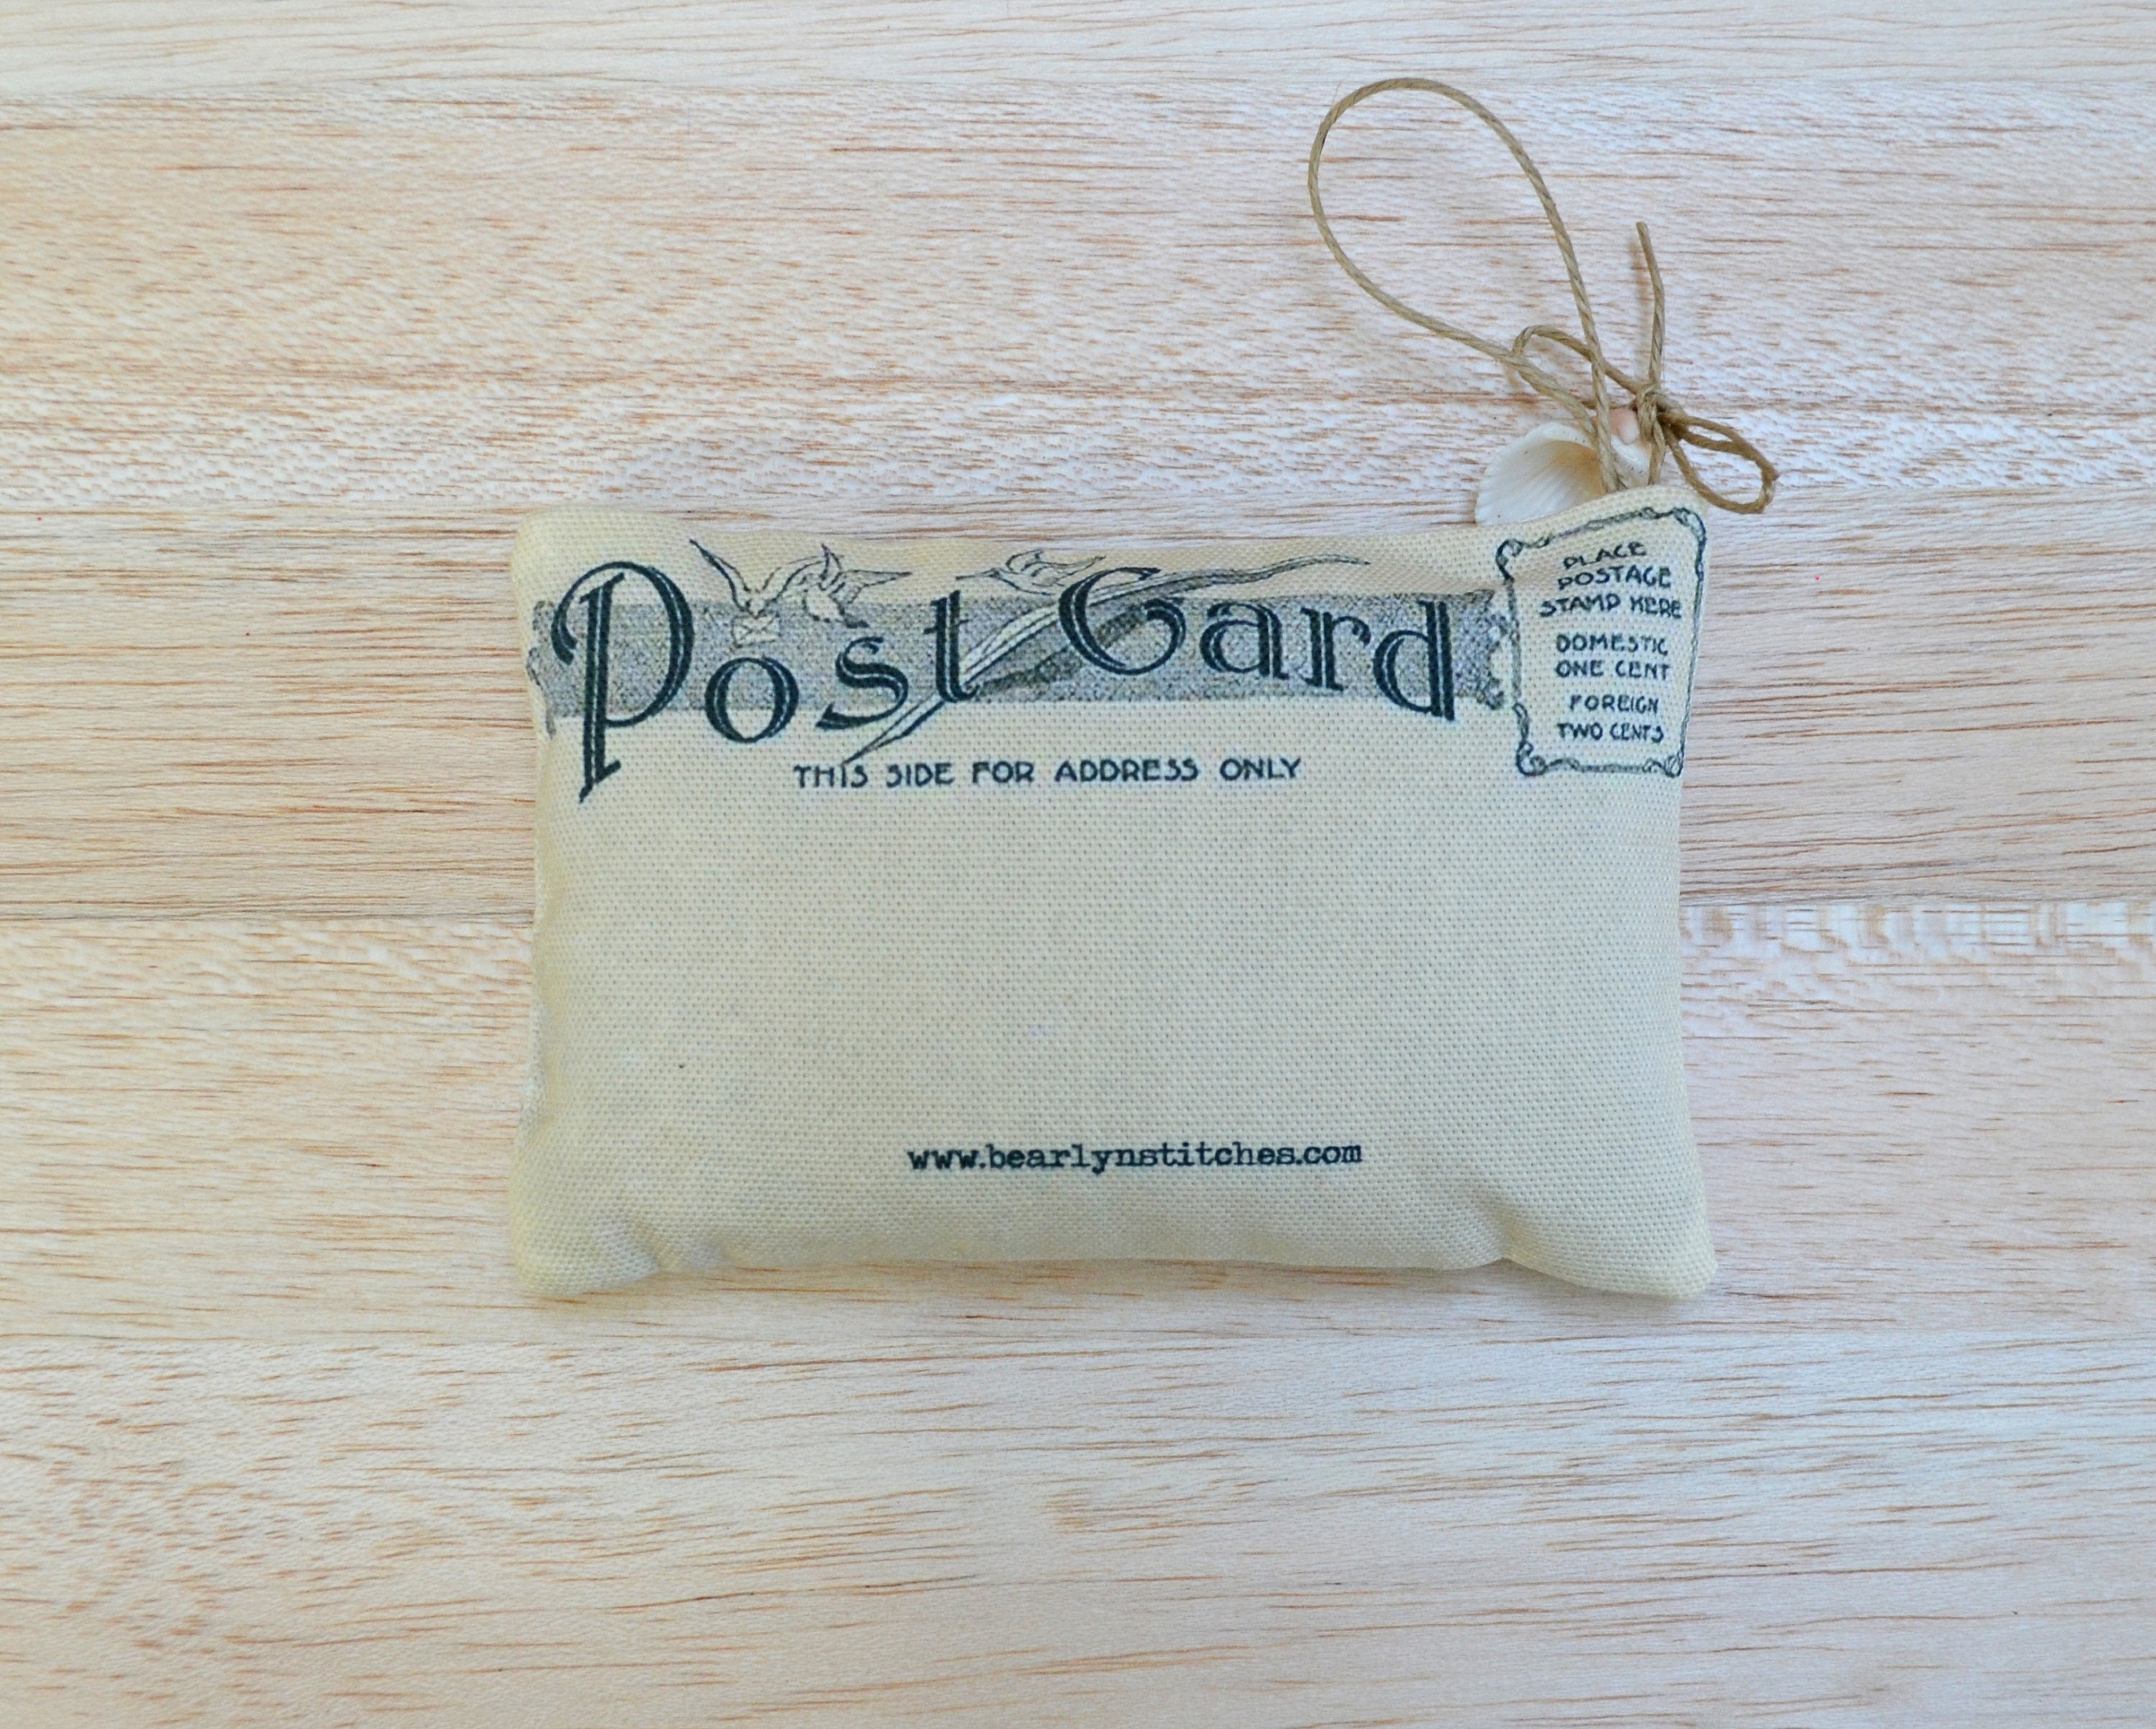 Post Card
THIS SIDE FOR ADDRESS ONLY
PLACE
POSTAGE
STAMP HERE
DOMESTIC
ONE CENT
FOREIGN
TWO CENTS
www.bearlynstitches.com